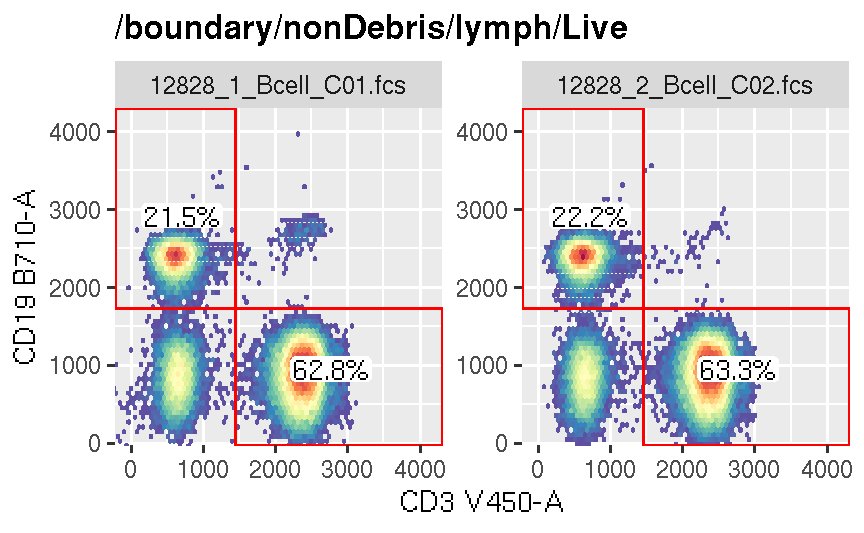 /boundary/nonDebris/lymph/Live
12828_1_Bcell_C01.fcs
12828_2_Bcell_C02.fcs
CD19 B710-A
4000
3000
2000
1000
0
21.5%
62.8%
4000
3000
2000
1000
0
22.2%
63.3%
0 1000 2000 3000 4000
0 1000 2000 3000 4000
CD3 V450-A